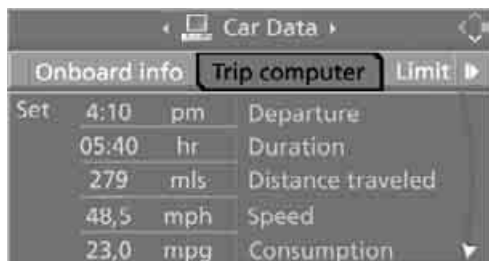 Car Data
Onboard info Trip computer Limit
Set 4:10 pm Departure
05:40 hr Duration
279 mls Distance traveled
48,5 mph Speed
23,0 mpg Consumption